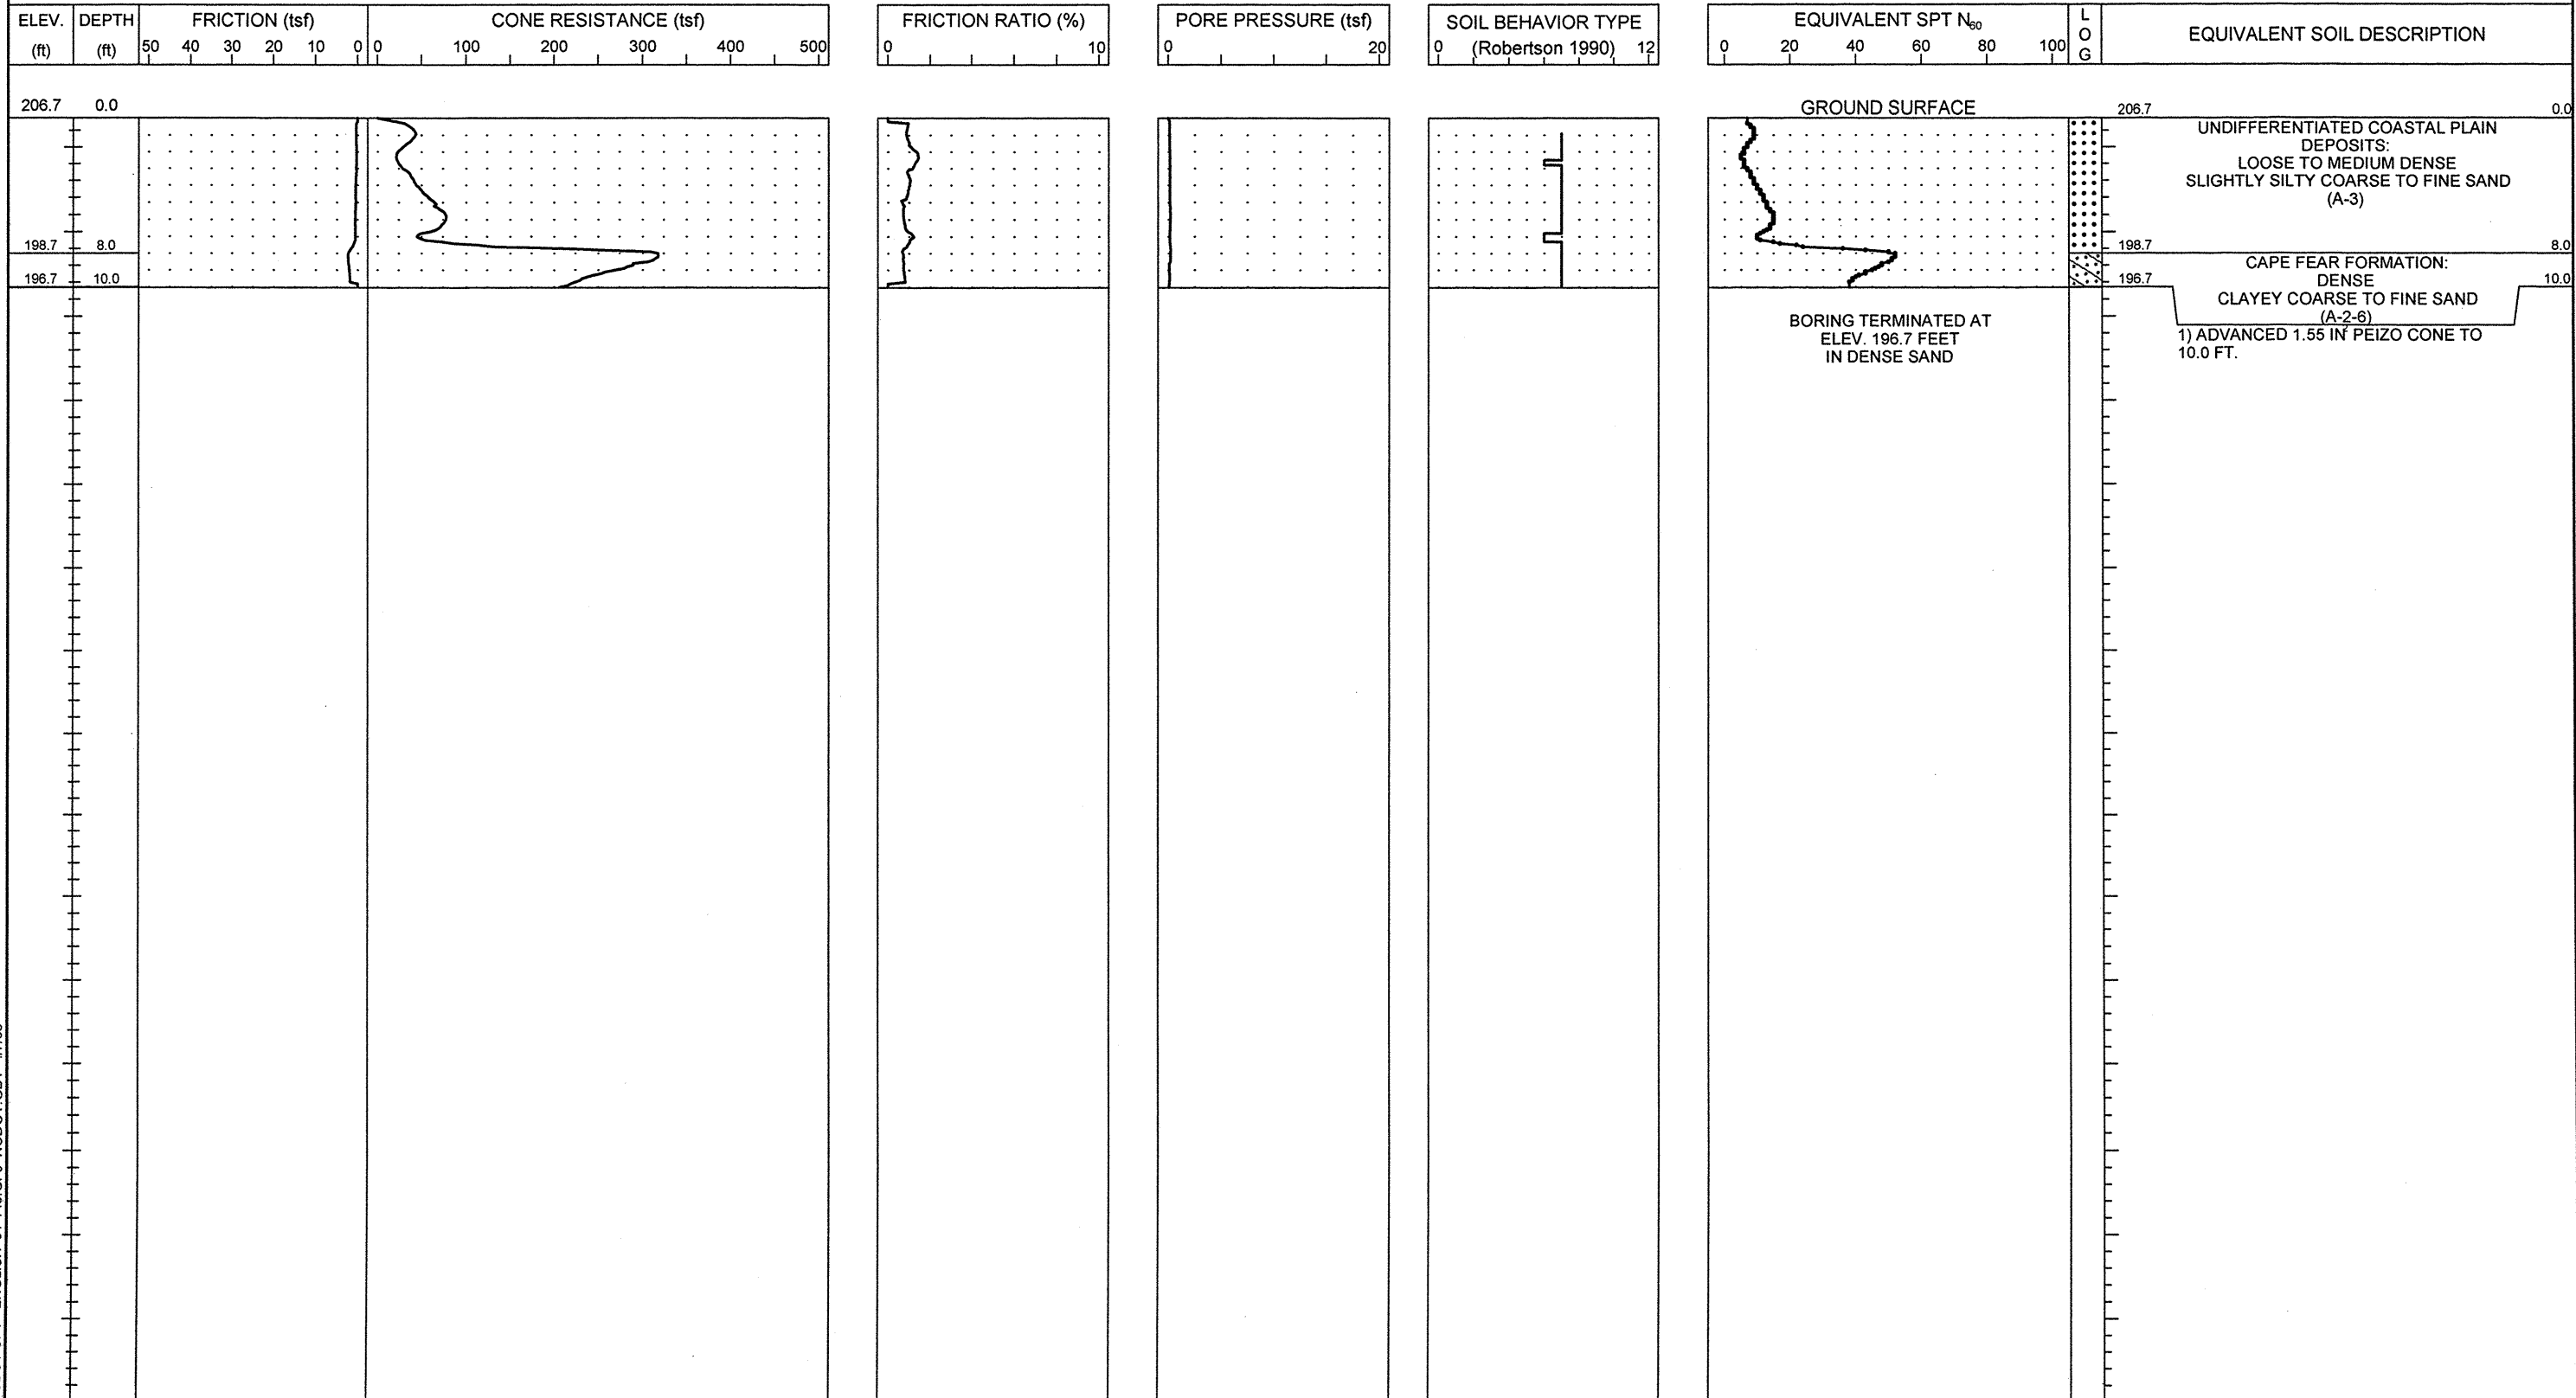 ELEV. (ft)
DEPTH (ft)
FRICTION (tsf)
50 40 30 20 10 0
CONE RESISTANCE (tsf)
0 100 200 300 400 500
FRICTION RATIO (%)
0 10
PORE PRESSURE (tsf)
0 20
SOIL BEHAVIOR TYPE
(Robertson 1990)
0 12
EQUIVALENT SPT N60
0 20 40 60 80 100
LOG
EQUIVALENT SOIL DESCRIPTION
206.7 0.0
GROUND SURFACE
206.7 0.0
UNDIFFERENTIATED COASTAL PLAIN
DEPOSITS:
LOOSE TO MEDIUM DENSE
SLIGHTLY SILTY COARSE TO FINE SAND
(A-3)
198.7 8.0
198.7 8.0
CAPE FEAR FORMATION:
DENSE
CLAYEY COARSE TO FINE SAND
(A-2-6)
196.7 10.0
196.7 10.0
BORING TERMINATED AT
ELEV. 196.7 FEET
IN DENSE SAND
1) ADVANCED 1.55 IN PEIZO CONE TO
10.0 FT.